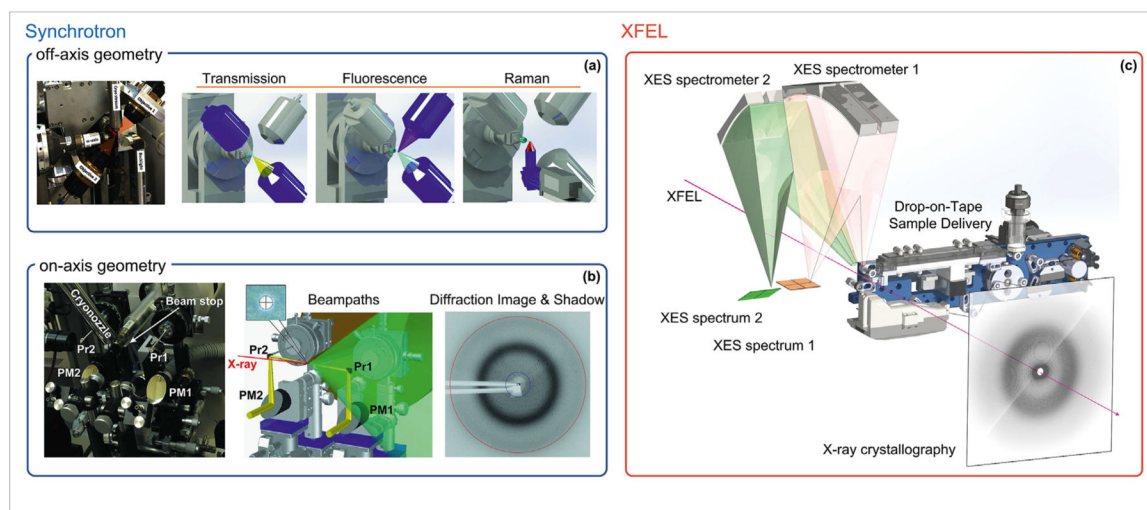 Synchrotron
XFEL
off-axis geometry
(a)
Transmission
Fluorescence
Raman
on-axis geometry
(b)
Cryonozzle
Beam stop
Pr2
Pr1
PM2
PM1
Beampaths
Pr2
X-ray
Pr1
PM2
PM1
Diffraction Image & Shadow
(c)
XES spectrometer 2
XES spectrometer 1
XFEL
Drop-on-Tape
Sample Delivery
XES spectrum 2
XES spectrum 1
X-ray crystallography